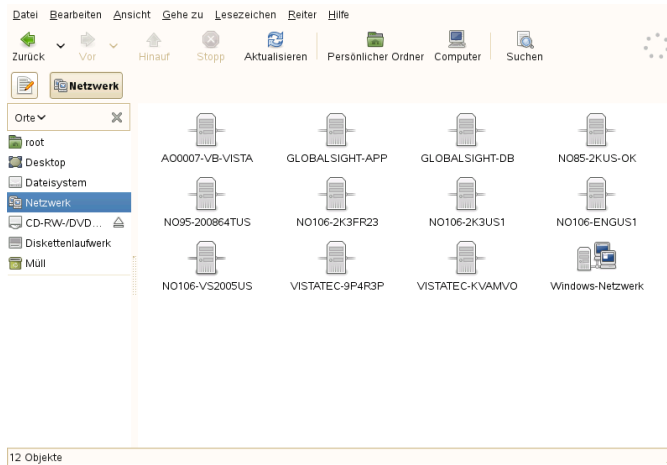 Datei Bearbeiten Ansicht Gehe zu Lesezeichen Reiter Hilfe
Zurück Vor Hinauf Stopp Aktualisieren Persönlicher Ordner Computer Suchen
Netzwerk
Orte
root
Desktop
Dateisystem
Netzwerk
CD-RW-/DVD...
Diskettenlaufwerk
Müll
AO0007-VB-VISTA GLOBALSIGHT-APP GLOBALSIGHT-DB NO85-2KUS-OK
NO95-200864TUS NO106-2K3FR23 NO106-2K3US1 NO106-ENGUS1
NO106-VS2005US VISTATEC-9P4R3P VISTATEC-KVAMVO Windows-Netzwerk
12 Objekte